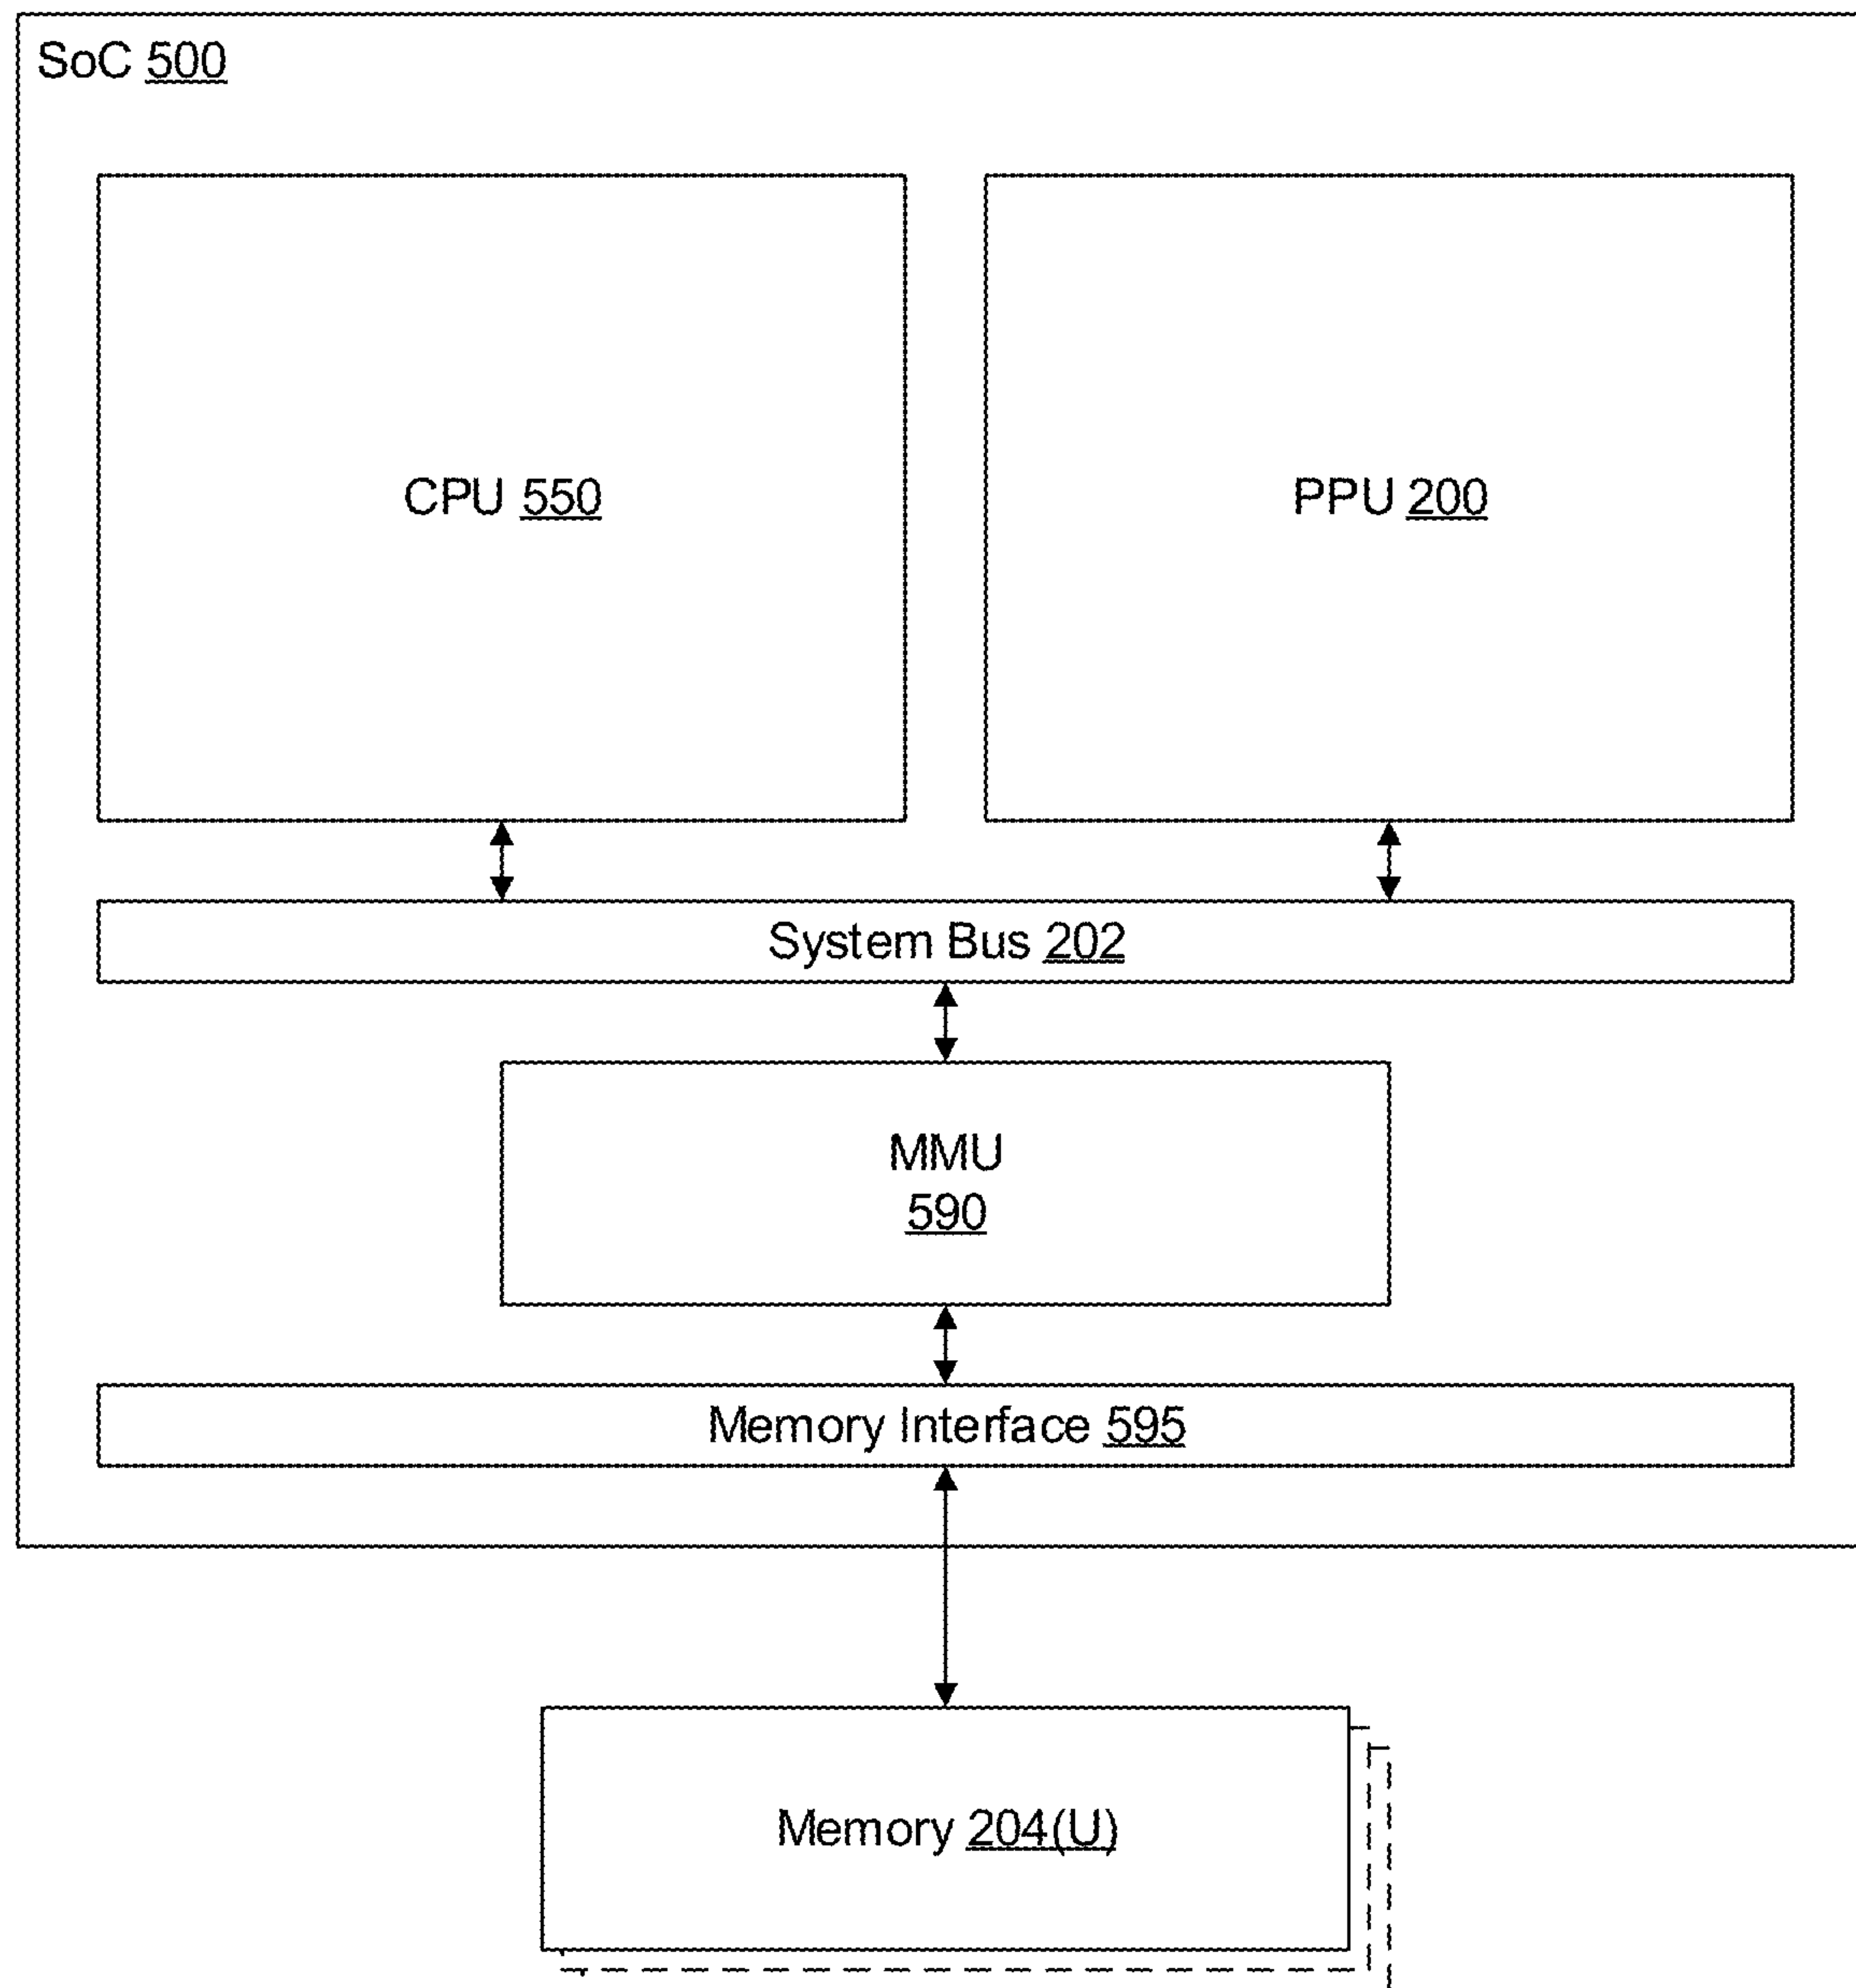 SoC 500
CPU 550
PPU 200
System Bus 202
MMU
590
Memory Interface 595
Memory 204(U)